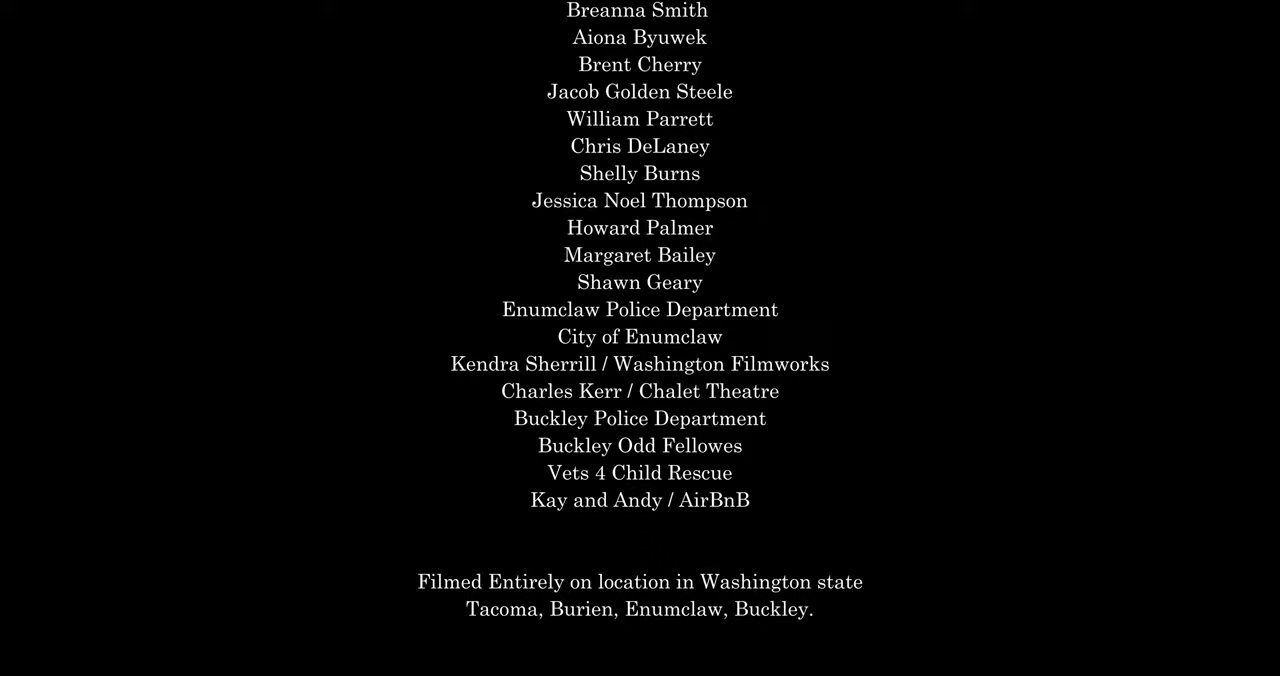 Breanna Smith
Aiona Byuwek
Brent Cherry
Jacob Golden Steele
William Parrett
Chris DeLaney
Shelly Burns
Jessica Noel Thompson
Howard Palmer
Margaret Bailey
Shawn Geary
Enumclaw Police Department
City of Enumclaw
Kendra Sherrill / Washington Filmworks
Charles Kerr / Chalet Theatre
Buckley Police Department
Buckley Odd Fellowes
Vets 4 Child Rescue
Kay and Andy / AirBnB
Filmed Entirely on location in Washington state
Tacoma, Burien, Enumclaw, Buckley.